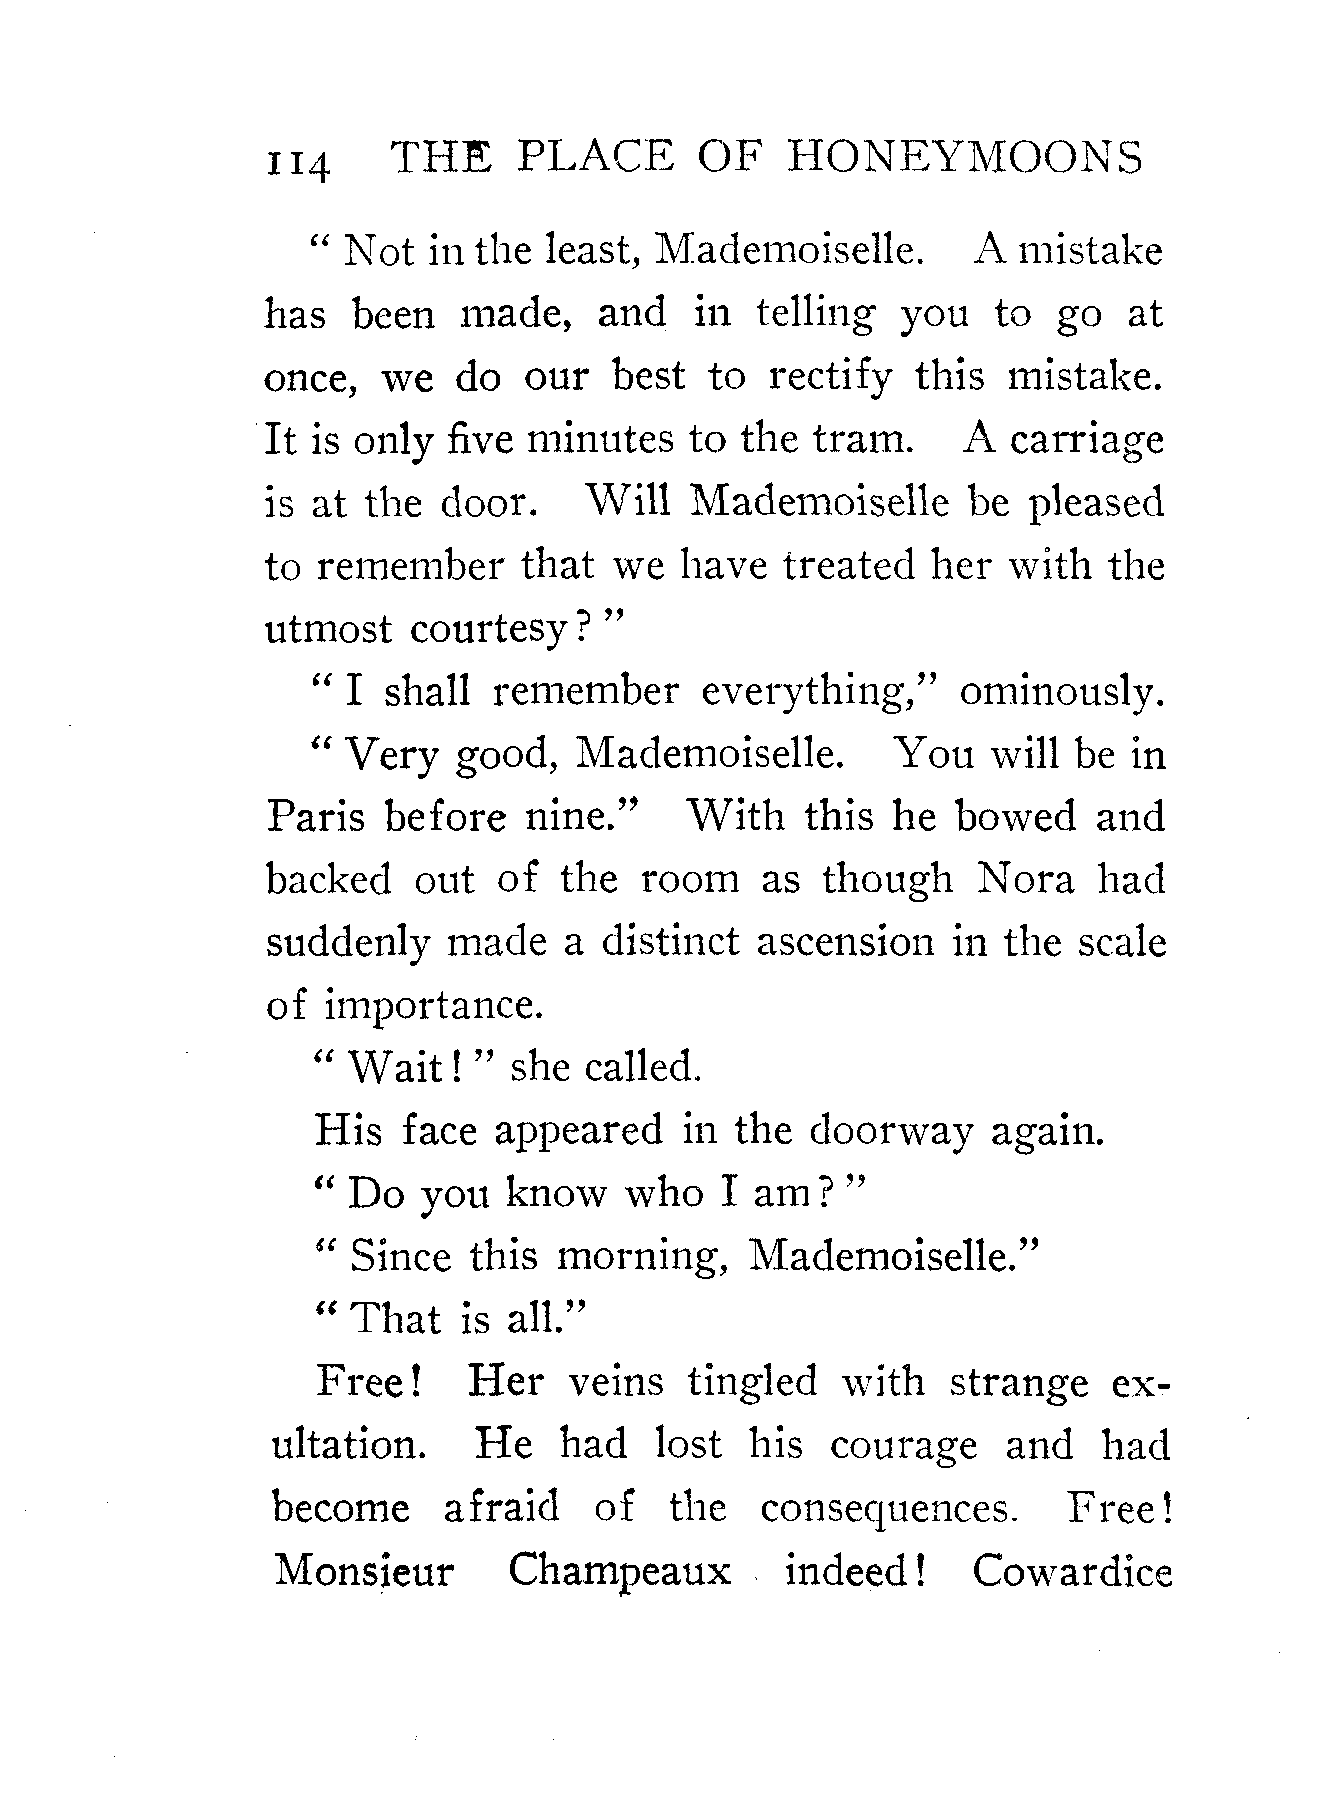 114 THE PLACE OF HONEYMOONS
“ Not in the least, Mademoiselle. A mistake
has been made, and in telling you to go at
once, we do our best to rectify this mistake.
It is only five minutes to the tram. A carriage
is at the door. Will Mademoiselle be pleased
to remember that we have treated her with the
utmost courtesy? ”
“ I shall remember everything,” ominously.
“ Very good, Mademoiselle. You will be in
Paris before nine.” With this he bowed and
backed out of the room as though Nora had
suddenly made a distinct ascension in the scale
of importance.
“ Wait! ” she called.
His face appeared in the doorway again.
“ Do you know who I am? ”
“ Since this morning, Mademoiselle.”
“ That is all.”
Free! Her veins tingled with strange ex-
ultation. He had lost his courage and had
become afraid of the consequences. Free!
Monsieur Champeaux indeed! Cowardice